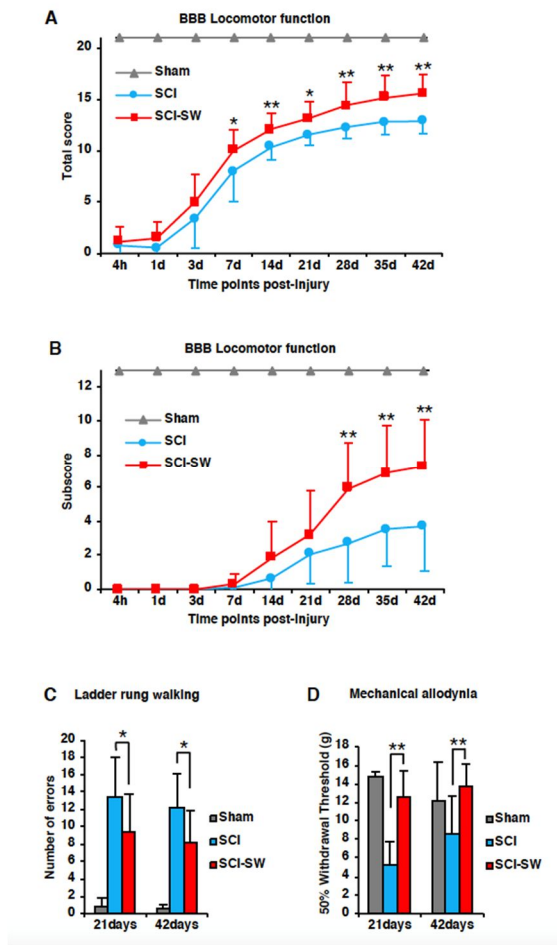 A
BBB Locomotor function
20
15
10
5
0
Total score
Sham
SCI
SCI-SW
*
**
*
**
**
**
4h 1d 3d 7d 14d 21d 28d 35d 42d
Time points post-injury
B
BBB Locomotor function
12
10
8
6
4
2
0
Subscore
Sham
SCI
SCI-SW
**
**
**
4h 1d 3d 7d 14d 21d 28d 35d 42d
Time points post-injury
C Ladder rung walking
20
18
16
14
12
10
8
6
4
2
0
Number of errors
*
*
Sham
SCI
SCI-SW
21days 42days
D Mechanical allodynia
18
16
14
12
10
8
6
4
2
0
50% Withdrawal Threshold (g)
**
**
Sham
SCI
SCI-SW
21days 42days